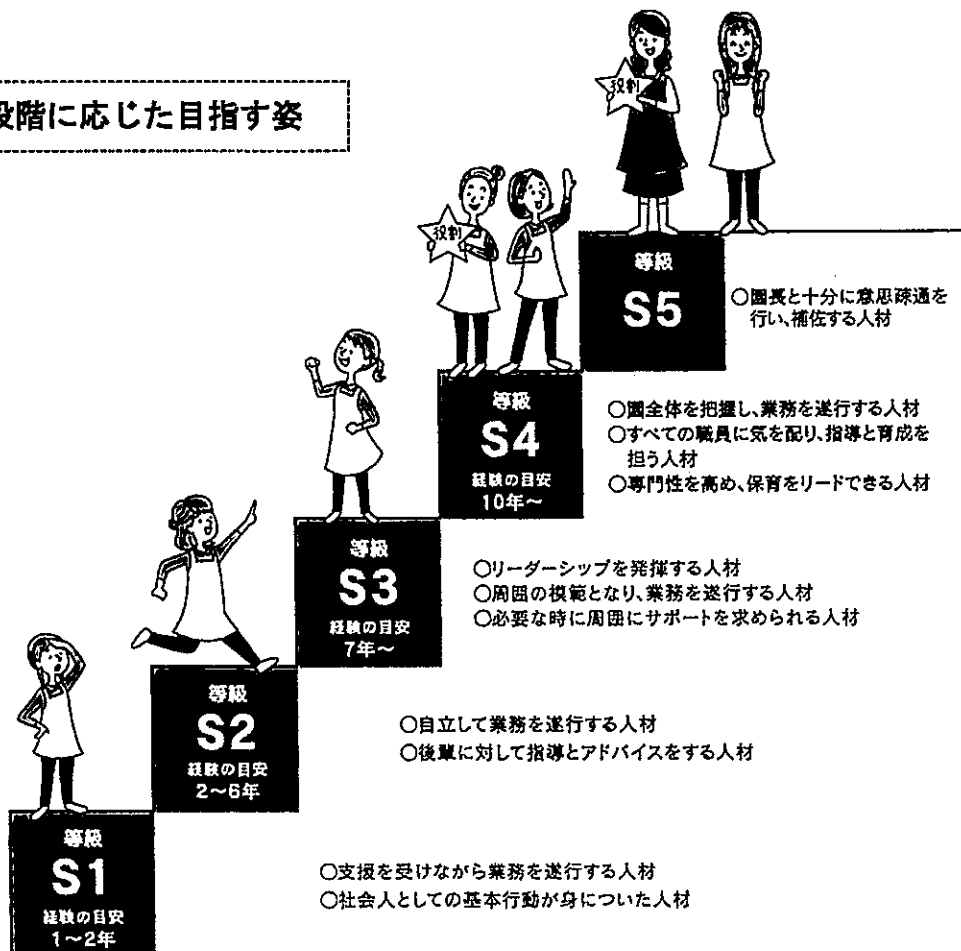 段階に応じた目指す姿
役割
役割
等級
S5
○園長と十分に意思疎通を
行い、補佐する人材
等級
S4
経験の目安
10年〜
○園全体を把握し、業務を遂行する人材
○すべての職員に気を配り、指導と育成を
担う人材
○専門性を高め、保育をリードできる人材
等級
S3
経験の目安
7年〜
○リーダーシップを発揮する人材
○周囲の模範となり、業務を遂行する人材
○必要な時に周囲にサポートを求められる人材
等級
S2
経験の目安
2〜6年
○自立して業務を遂行する人材
○後輩に対して指導とアドバイスをする人材
等級
S1
経験の目安
1〜2年
○支援を受けながら業務を遂行する人材
○社会人としての基本行動が身についた人材